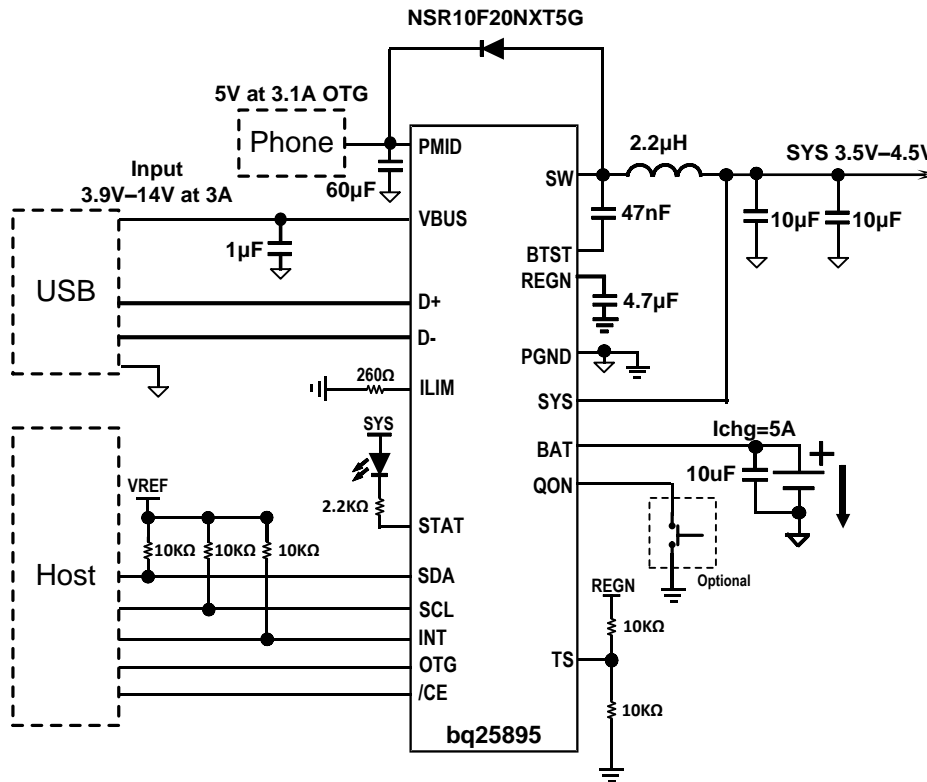 NSR10F20NXT5G
5V at 3.1A OTG
Phone
PMID
60µF
Input
3.9V–14V at 3A
VBUS
1µF
USB
D+
D-
ILIM
260Ω
SYS
2.2KΩ
STAT
VREF
10KΩ 10KΩ 10KΩ
Host
SDA
SCL
INT
OTG
/CE
bq25895
2.2µH
SYS 3.5V–4.5V
SW
47nF
10µF 10µF
BTST
REGN
4.7µF
PGND
SYS
Ichg=5A
BAT
+
10uF
QON
Optional
REGN
10KΩ
TS
10KΩ